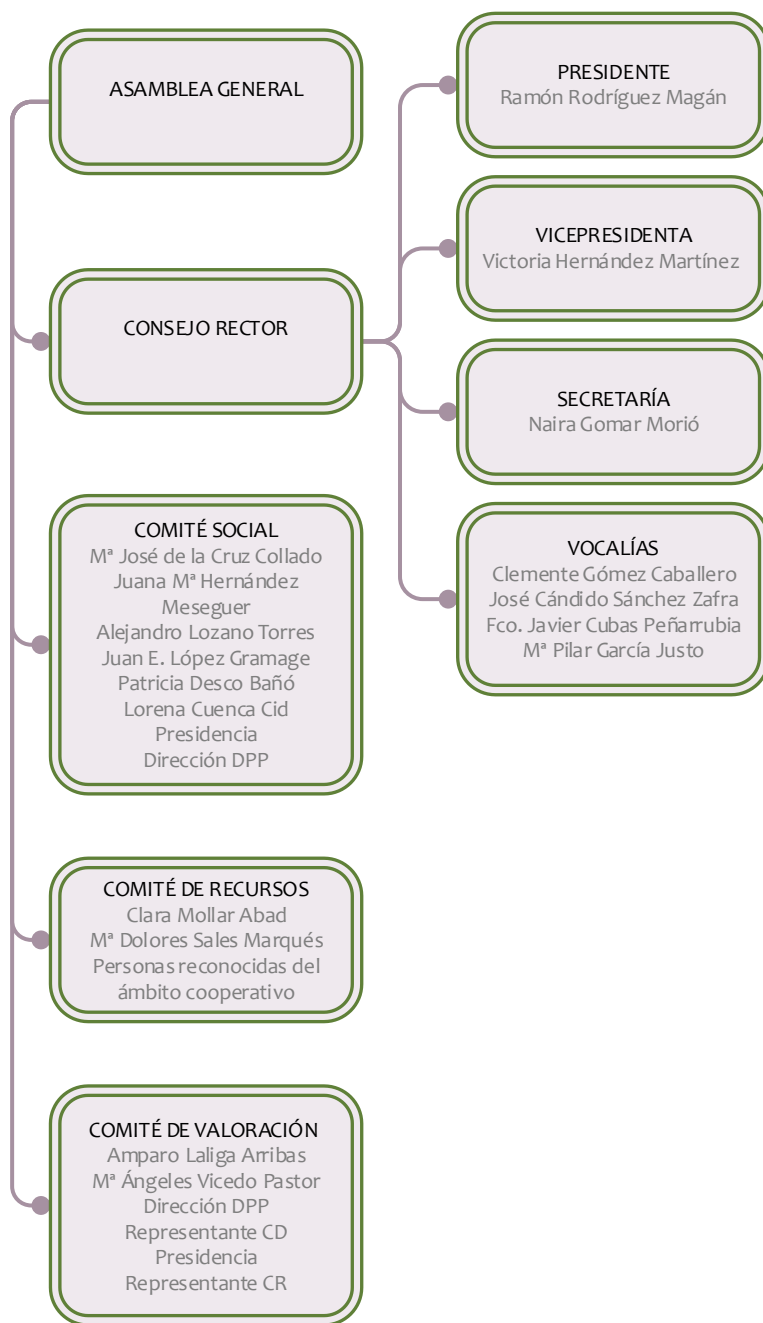 ASAMBLEA GENERAL
CONSEJO RECTOR
COMITÉ SOCIAL
Mª José de la Cruz Collado
Juana Mª Hernández
Meseguer
Alejandro Lozano Torres
Juan E. López Gramage
Patricia Desco Bañó
Lorena Cuenca Cid
Presidencia
Dirección DPP
COMITÉ DE RECURSOS
Clara Mollar Abad
Mª Dolores Sales Marqués
Personas reconocidas del
ámbito cooperativo
COMITÉ DE VALORACIÓN
Amparo Laliga Arribas
Mª Ángeles Vicedo Pastor
Dirección DPP
Representante CD
Presidencia
Representante CR
PRESIDENTE
Ramón Rodríguez Magán
VICEPRESIDENTA
Victoria Hernández Martínez
SECRETARÍA
Naira Gomar Morió
VOCALÍAS
Clemente Gómez Caballero
José Cándido Sánchez Zafra
Fco. Javier Cubas Peñarrubia
Mª Pilar García Justo